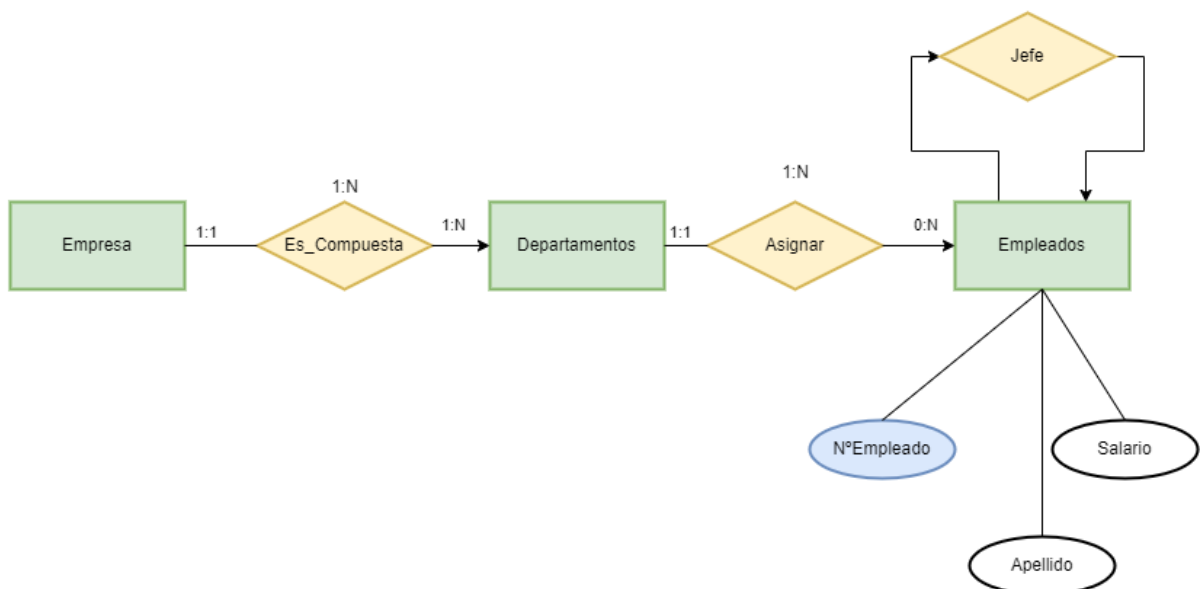 Jefe
1:N
1:N
Empresa
1:1
Es_Compuesta
1:N
Departamentos
1:1
Asignar
0:N
Empleados
NºEmpleado
Salario
Apellido